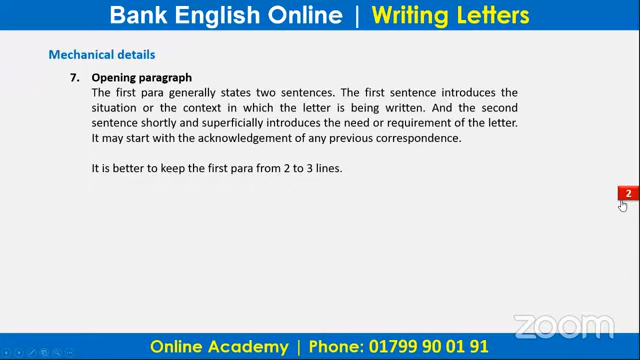 Bank English Online | Writing Letters
Mechanical details
7. Opening paragraph
The first para generally states two sentences. The first sentence introduces the
situation or the context in which the letter is being written. And the second
sentence shortly and superficially introduces the need or requirement of the letter.
It may start with the acknowledgement of any previous correspondence.
It is better to keep the first para from 2 to 3 lines.
2
zoom
Online Academy | Phone: 01799 90 01 91